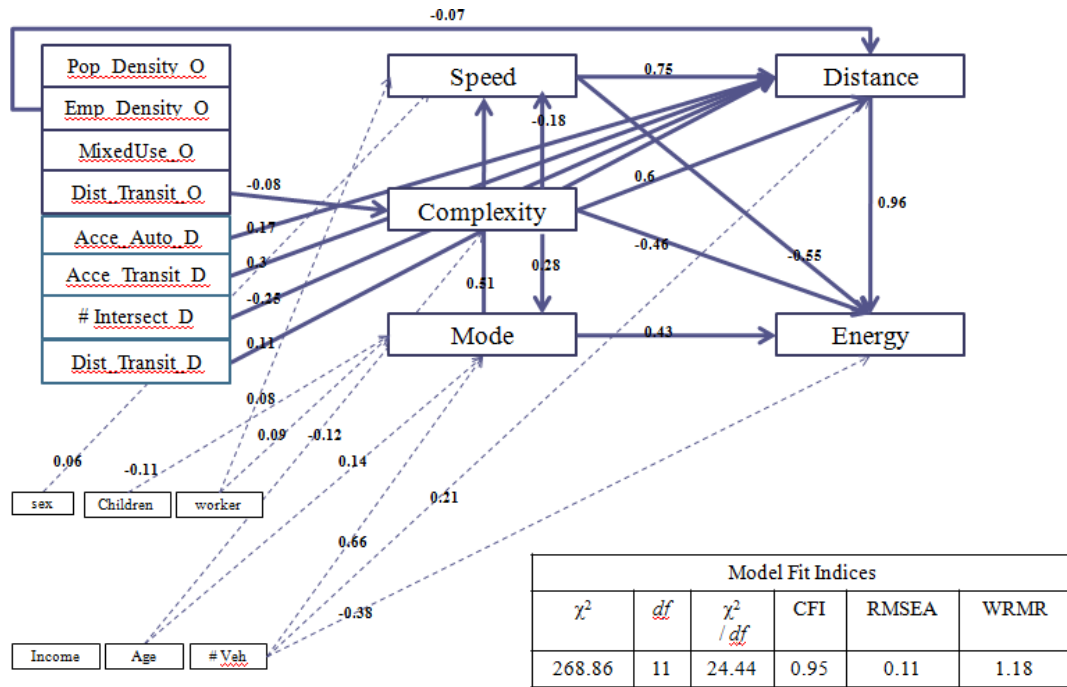 -0.07
Pop_Density_O
Emp_Density_O
MixedUse_O
Dist_Transit_O
Acce_Auto_D
Acce_Transit_D
# Intersect_D
Dist_Transit_D
Speed
Distance
Complexity
Mode
Energy
0.75
-0.18
-0.08
0.6
0.96
0.17
-0.46
0.3
-0.55
0.28
0.51
-0.25
0.43
0.11
0.08
0.09
-0.12
0.14
0.06
-0.11
0.21
0.66
-0.38
sex
Children
worker
Income
Age
# Veh
Model Fit Indices
χ² df χ² / df CFI RMSEA WRMR
268.86 11 24.44 0.95 0.11 1.18